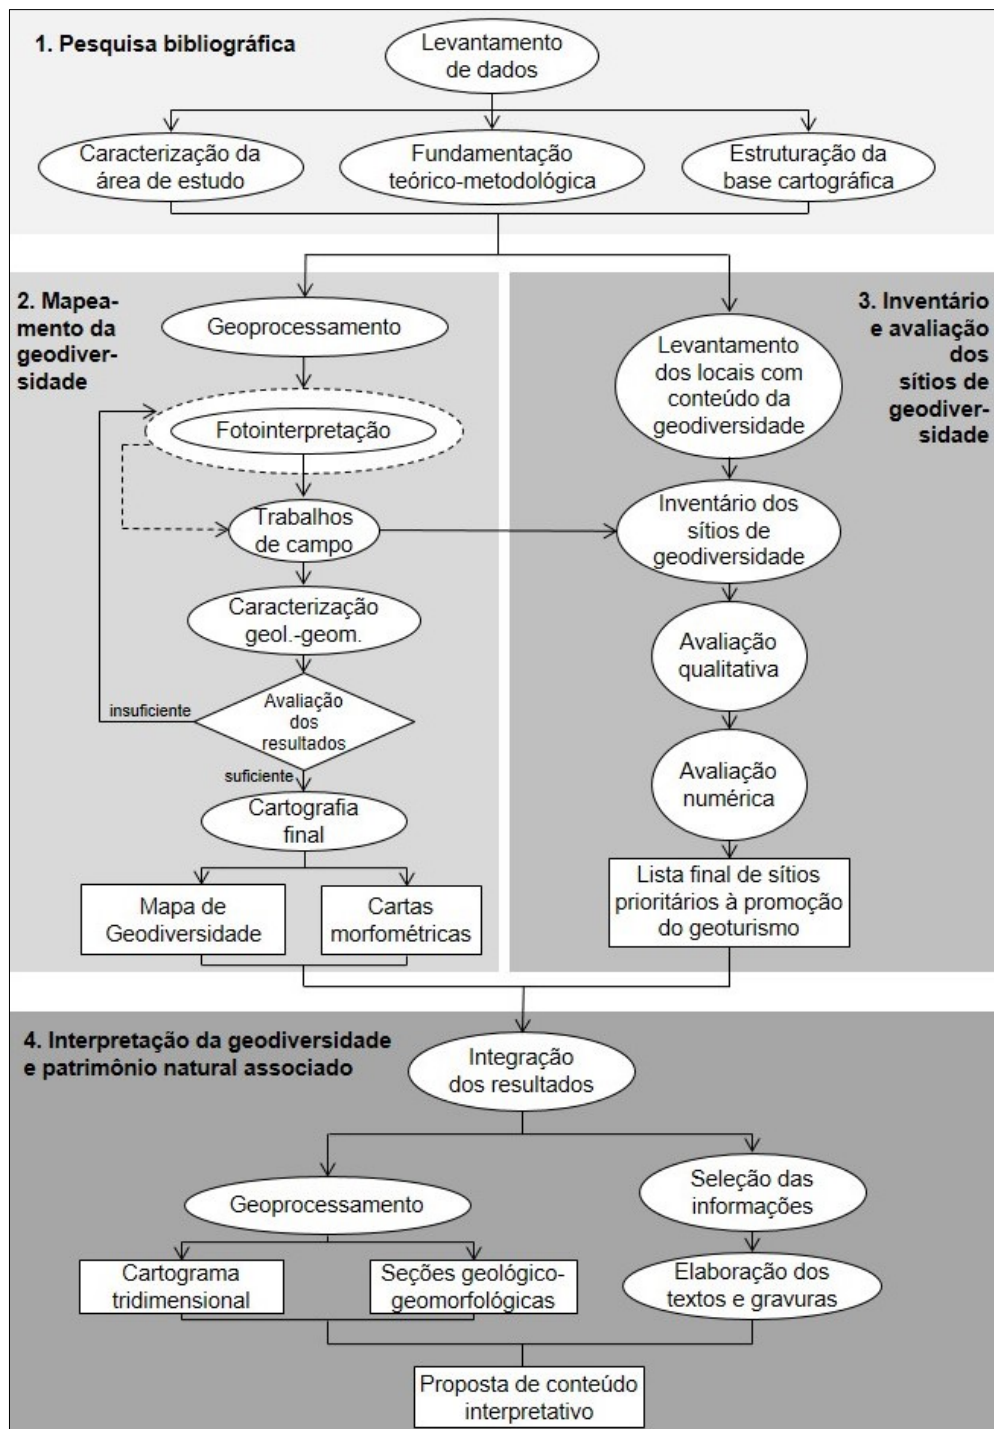 1. Pesquisa bibliográfica
Levantamento
de dados
Caracterização da
área de estudo
Fundamentação
teórico-metodológica
Estruturação da
base cartográfica
2. Mapea-
mento da
geodiver-
sidade
Geoprocessamento
Fotointerpretação
Trabalhos
de campo
Caracterização
geol.-geom.
insuficiente
Avaliação
dos
resultados
suficiente
Cartografia
final
Mapa de
Geodiversidade
Cartas
morfométricas
3. Inventário
e avaliação
dos
sítios de
geodiver-
sidade
Levantamento
dos locais com
conteúdo da
geodiversidade
Inventário dos
sítios de
geodiversidade
Avaliação
qualitativa
Avaliação
numérica
Lista final de sítios
prioritários à promoção
do geoturismo
4. Interpretação da geodiversidade
e patrimônio natural associado
Integração
dos resultados
Geoprocessamento
Cartograma
tridimensional
Seções geológico-
geomorfológicas
Seleção das
informações
Elaboração dos
textos e gravuras
Proposta de conteúdo
interpretativo